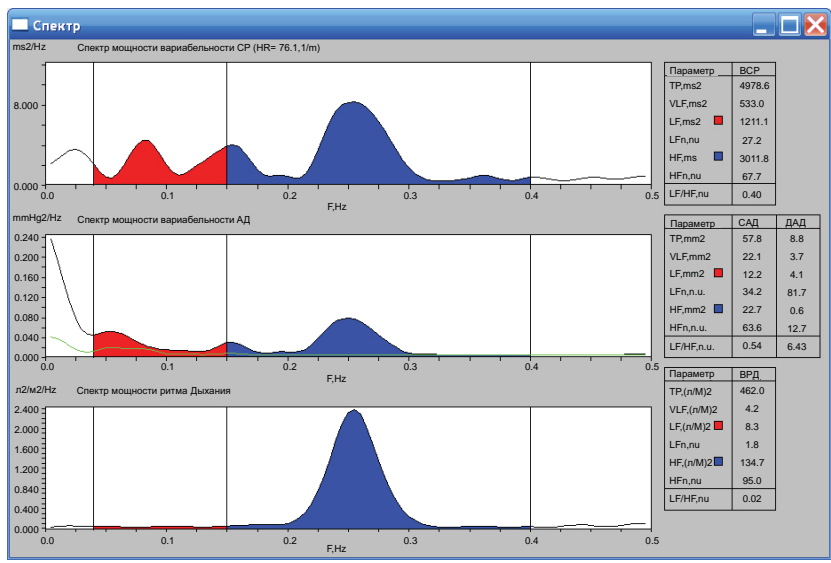 Спектр
ms2/Hz Спектр мощности вариабельности СР (HR= 76.1,1/m)
8.000
0.000
0.0 0.1 0.2 0.3 0.4 0.5
F,Hz
Параметр ВСР
TP,ms2 4978.6
VLF,ms2 533.0
LF,ms2 1211.1
LFn,nu 27.2
HF,ms 3011.8
HFn,nu 67.7
LF/HF,nu 0.40
mmHg2/Hz Спектр мощности вариабельности АД
0.240
0.200
0.160
0.120
0.080
0.040
0.000
0.0 0.1 0.2 0.3 0.4 0.5
F,Hz
Параметр САД ДАД
TP,mm2 57.8 8.8
VLF,mm2 22.1 3.7
LF,mm2 12.2 4.1
LFn,n.u. 34.2 81.7
HF,mm2 22.7 0.6
HFn,n.u. 63.6 12.7
LF/HF,n.u. 0.54 6.43
л2/м2/Hz Спектр мощности ритма Дыхания
2.400
2.000
1.600
1.200
0.840
0.400
0.000
0.0 0.1 0.2 0.3 0.4 0.5
F,Hz
Параметр ВРД
TP,(л/М)2 462.0
VLF,(л/М)2 4.2
LF,(л/М)2 8.3
LFn,nu 1.8
HF,(л/М)2 134.7
HFn,nu 95.0
LF/HF,nu 0.02